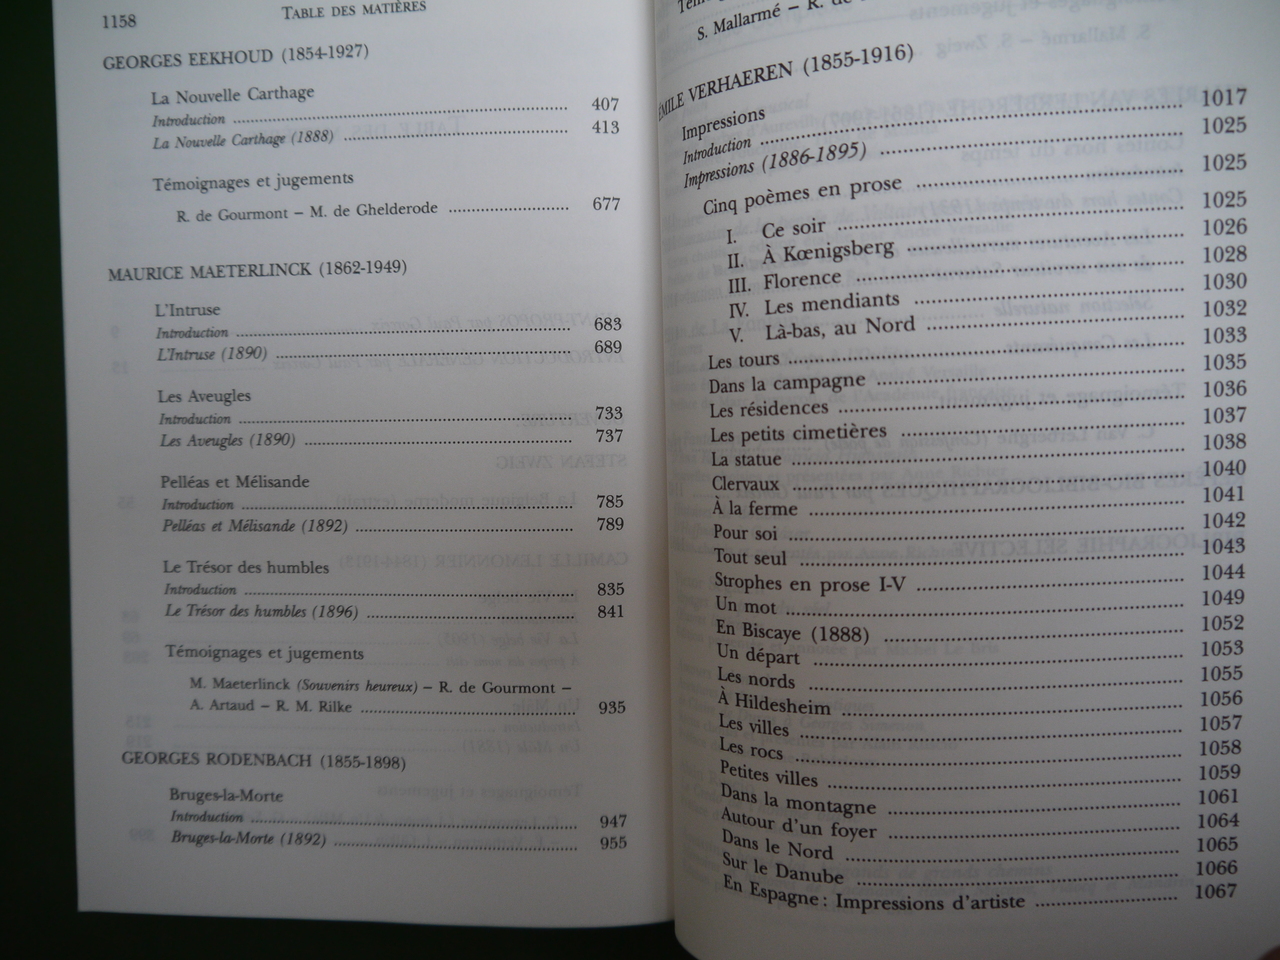 1158 TABLE DES MATIÈRES
GEORGES EEKHOUD (1854-1927)
La Nouvelle Carthage
Introduction 407
La Nouvelle Carthage (1888) 413
Témoignages et jugements
R. de Gourmont – M. de Ghelderode 677
MAURICE MAETERLINCK (1862-1949)
L'Intruse
Introduction 683
L'Intruse (1890) 689
Les Aveugles
Introduction 733
Les Aveugles (1890) 737
Pelléas et Mélisande
Introduction 785
Pelléas et Mélisande (1892) 789
Le Trésor des humbles
Introduction 835
Le Trésor des humbles (1896) 841
Témoignages et jugements
M. Maeterlinck (Souvenirs heureux) – R. de Gourmont –
A. Artaud – R. M. Rilke 935
GEORGES RODENBACH (1855-1898)
Bruges-la-Morte
Introduction 947
Bruges-la-Morte (1892) 955
S. Mallarmé – R. de
ÉMILE VERHAEREN (1855-1916)
Impressions
Introduction 1017
Impressions (1886-1895) 1025
Cinq poèmes en prose 1025
I. Ce soir 1025
II. À Kœnigsberg 1026
III. Florence 1028
IV. Les mendiants 1030
V. Là-bas, au Nord 1032
Les tours 1033
Dans la campagne 1035
Les résidences 1036
Les petits cimetières 1037
La statue 1038
Clervaux 1040
À la ferme 1041
Pour soi 1042
Tout seul 1043
Strophes en prose I-V 1044
Un mot 1049
En Biscaye (1888) 1052
Un départ 1053
Les nords 1055
À Hildesheim 1056
Les villes 1057
Les rocs 1058
Petites villes 1059
Dans la montagne 1061
Autour d'un foyer 1064
Dans le Nord 1065
Sur le Danube 1066
En Espagne : Impressions d'artiste 1067